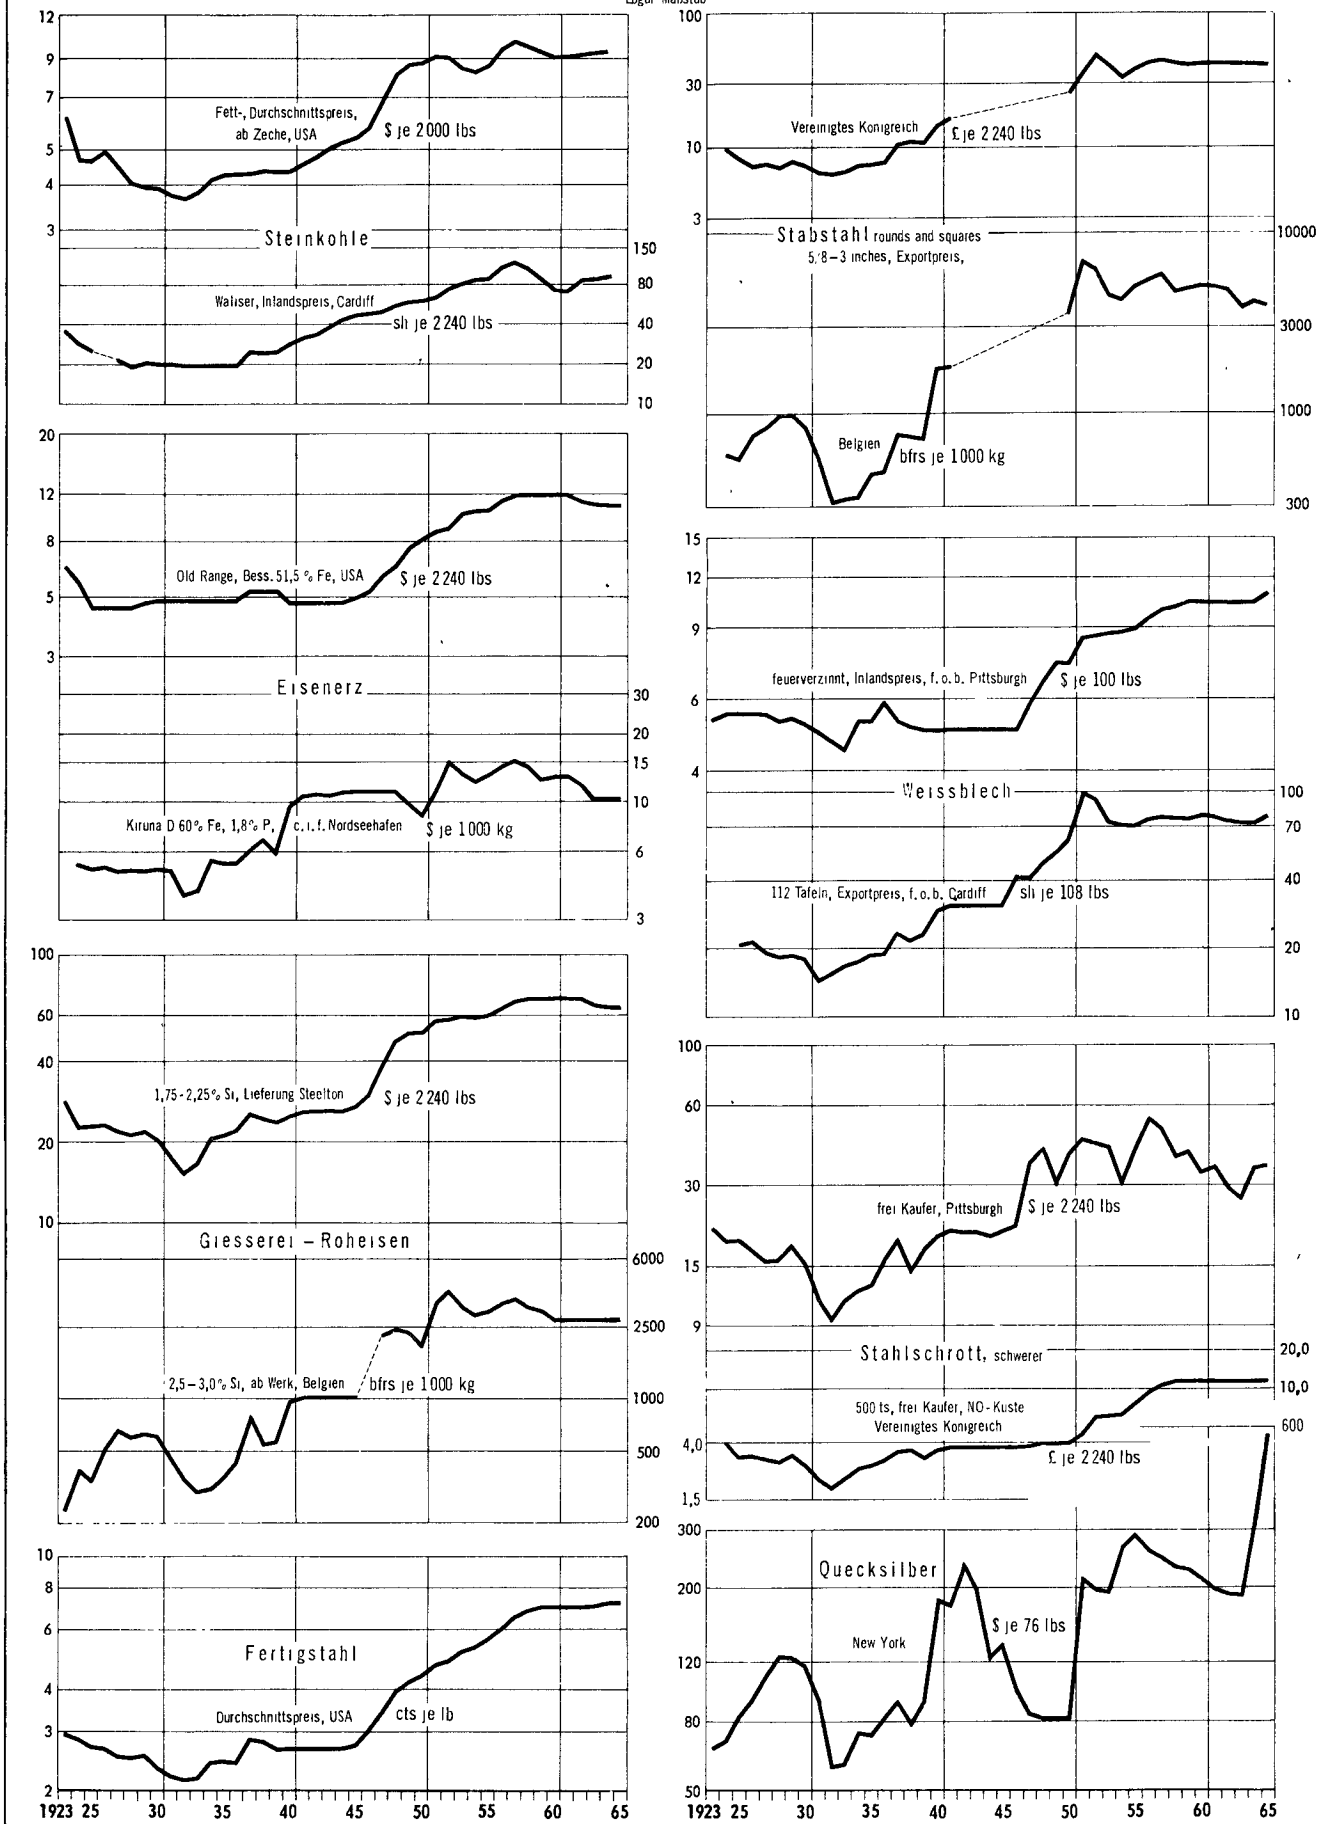 Logar Maßstab
12
9
7
5
4
3
Fett-, Durchschnittspreis,
ab Zeche, USA
$ je 2000 lbs
Steinkohle
150
80
40
20
10
Waliser, Inlandspreis, Cardiff
sh je 2240 lbs
20
12
8
5
3
Old Range, Bess. 51,5 % Fe, USA
$ je 2240 lbs
Eisenerz
30
20
15
10
6
3
Kiruna D 60% Fe, 1,8% P, c.i.f. Nordseehafen
$ je 1000 kg
100
60
40
20
10
1,75-2,25% Si, Lieferung Steelton
$ je 2240 lbs
Giesserei – Roheisen
6000
2500
1000
500
200
2,5–3,0% Si, ab Werk, Belgien
bfrs je 1000 kg
10
8
6
4
3
2
Fertigstahl
Durchschnittspreis, USA
cts je lb
1923 25 30 35 40 45 50 55 60 65
100
30
10
3
Vereinigtes Konigreich
£ je 2240 lbs
Stabstahl rounds and squares
5/8–3 inches, Exportpreis,
10000
3000
1000
300
Belgien
bfrs je 1000 kg
15
12
9
6
4
feuerverzinnt, Inlandspreis, f.o.b. Pittsburgh
$ je 100 lbs
Weissblech
100
70
40
20
10
112 Tafeln, Exportpreis, f.o.b. Cardiff
sh je 108 lbs
100
60
30
15
9
frei Kaufer, Pittsburgh
$ je 2240 lbs
Stahlschrott, schwerer
20,0
10,0
4,0
1,5
500 ts, frei Kaufer, NO-Kuste
Vereinigtes Konigreich
£ je 2240 lbs
600
300
200
120
80
50
Quecksilber
New York
$ je 76 lbs
1923 25 30 35 40 45 50 55 60 65